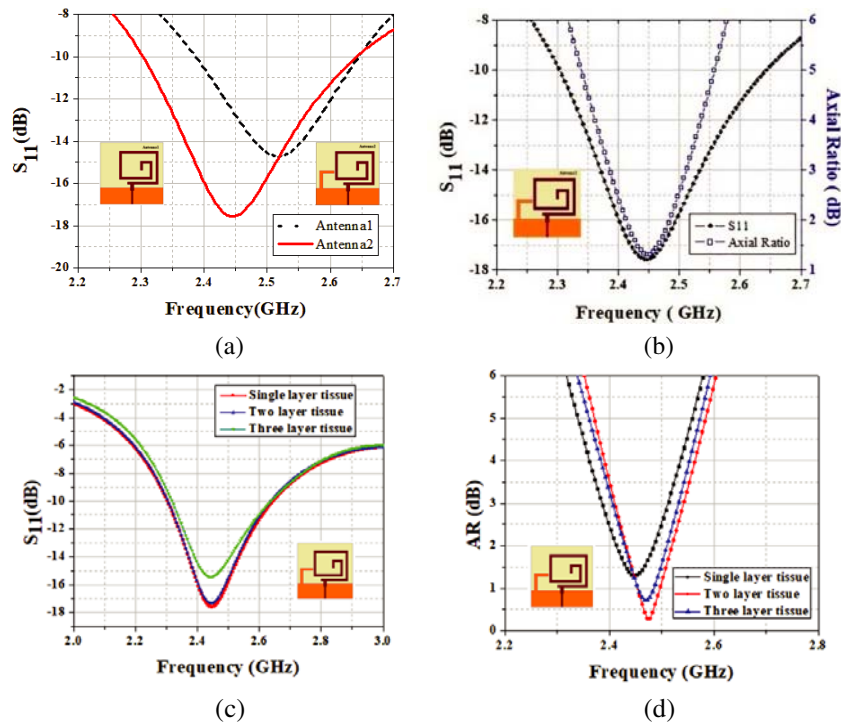 -8
-10
-12
-14
-16
-18
-20
S11(dB)
Antenna1
Antenna2
2.2 2.3 2.4 2.5 2.6 2.7
Frequency(GHz)
(a)
-8
-10
-12
-14
-16
-18
S11 (dB)
S11
Axial Ratio
6
5
4
3
2
1
Axial Ratio ( dB)
2.2 2.3 2.4 2.5 2.6 2.7
Frequency ( GHz)
(b)
-2
-4
-6
-8
-10
-12
-14
-16
-18
S11(dB)
Single layer tissue
Two layer tissue
Three layer tissue
2.0 2.2 2.4 2.6 2.8 3.0
Frequency (GHz)
(c)
6
5
4
3
2
1
0
AR (dB)
Single layer tissue
Two layer tissue
Three layer tissue
2.2 2.4 2.6 2.8
Frequency (GHz)
(d)